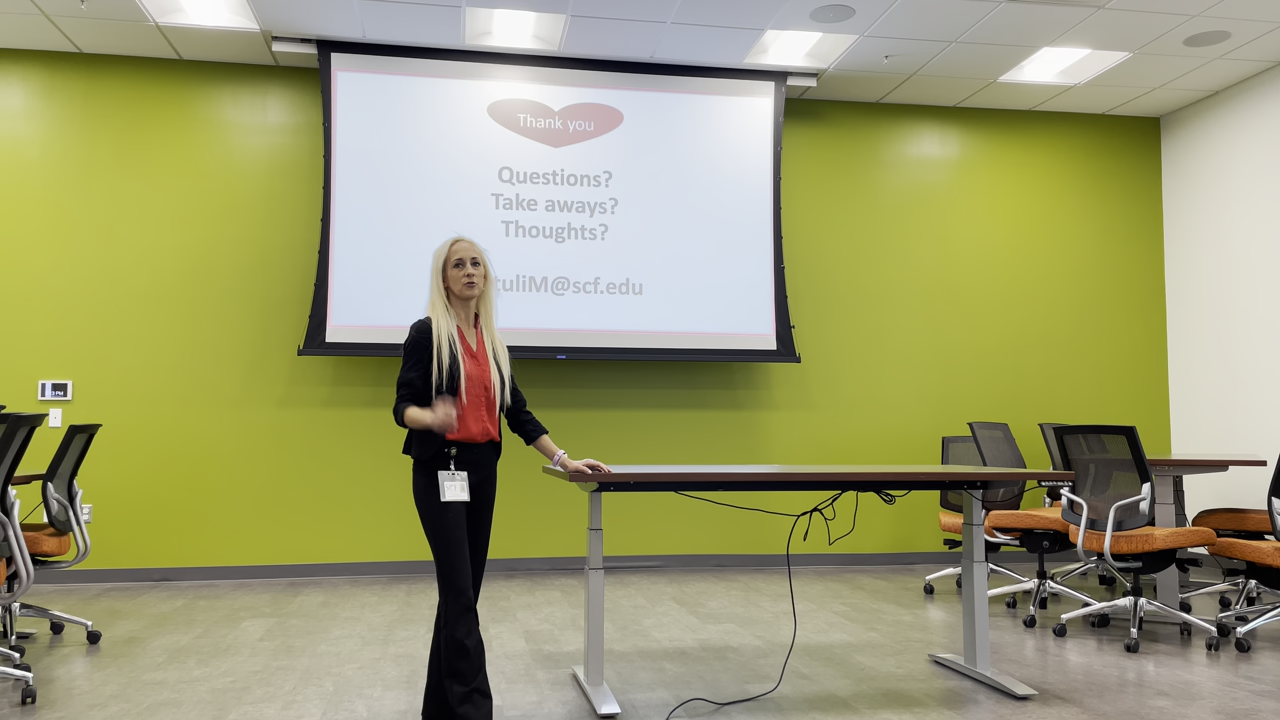 Thank you
Questions?
Take aways?
Thoughts?
tuliM@scf.edu